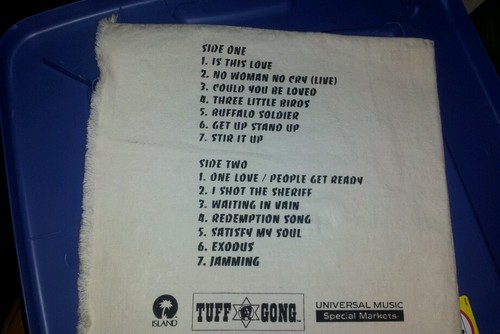 SIDE ONE
1. IS THIS LOVE
2. NO WOMAN NO CRY (LIVE)
3. COULD YOU BE LOVED
4. THREE LITTLE BIRDS
5. BUFFALO SOLDIER
6. GET UP STAND UP
7. STIR IT UP
SIDE TWO
1. ONE LOVE / PEOPLE GET READY
2. I SHOT THE SHERIFF
3. WAITING IN VAIN
4. REDEMPTION SONG
5. SATISFY MY SOUL
6. EXODUS
7. JAMMING
ISLAND
TUFF GONG
UNIVERSAL MUSIC
Special Markets